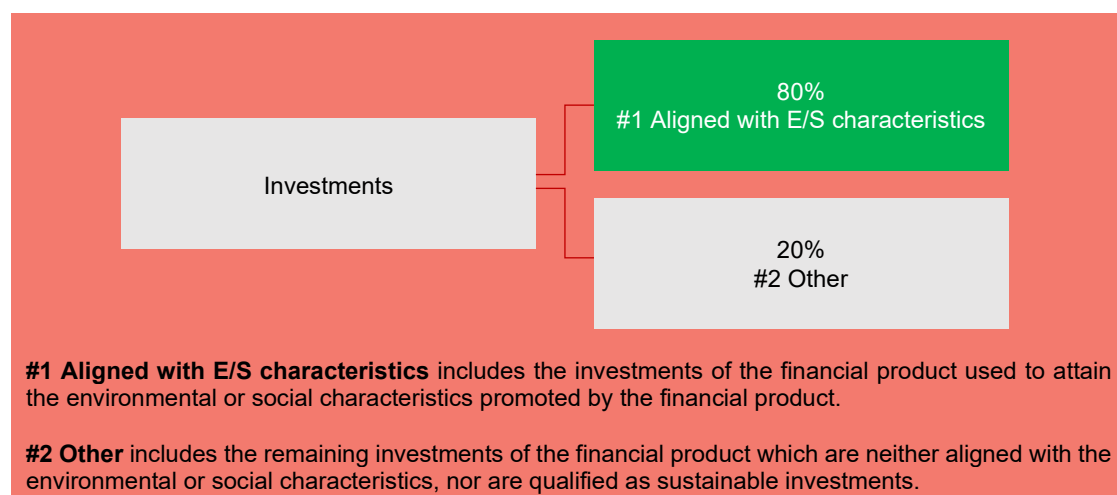 80%
#1 Aligned with E/S characteristics
Investments
20%
#2 Other
#1 Aligned with E/S characteristics includes the investments of the financial product used to attain
the environmental or social characteristics promoted by the financial product.
#2 Other includes the remaining investments of the financial product which are neither aligned with the
environmental or social characteristics, nor are qualified as sustainable investments.